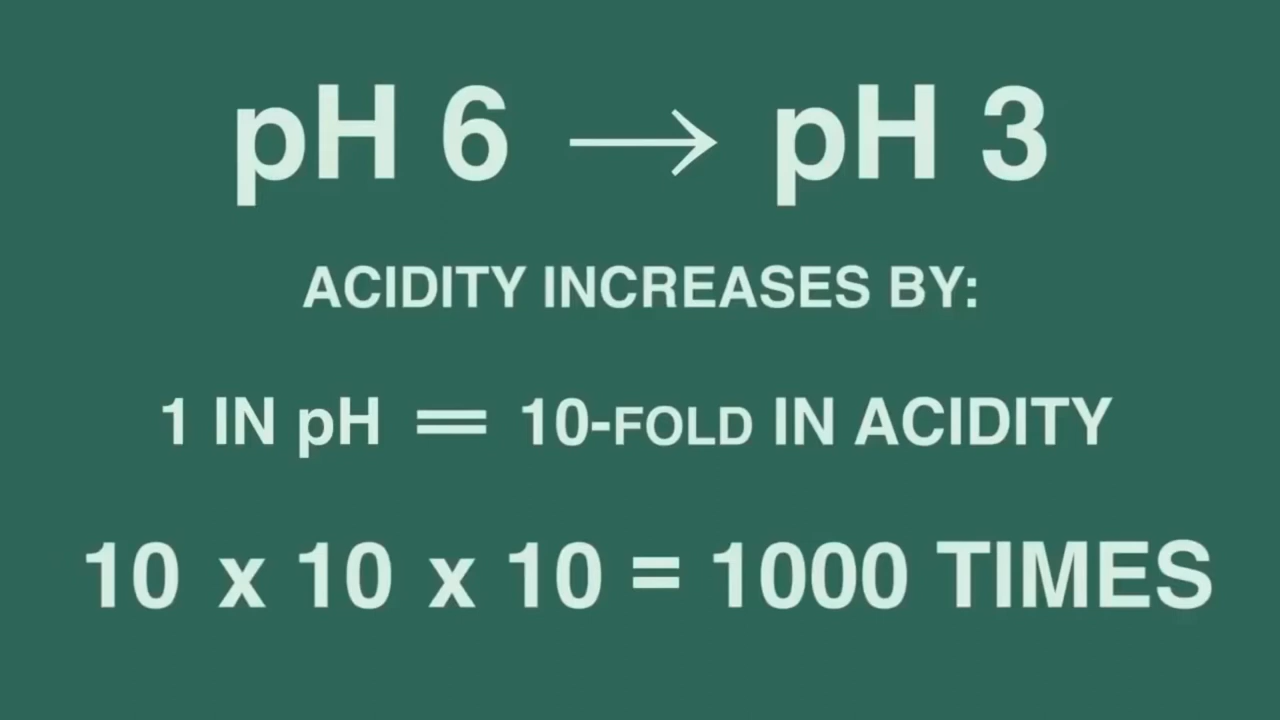 pH 6 → pH 3
ACIDITY INCREASES BY:
1 IN pH = 10-FOLD IN ACIDITY
10 x 10 x 10 = 1000 TIMES